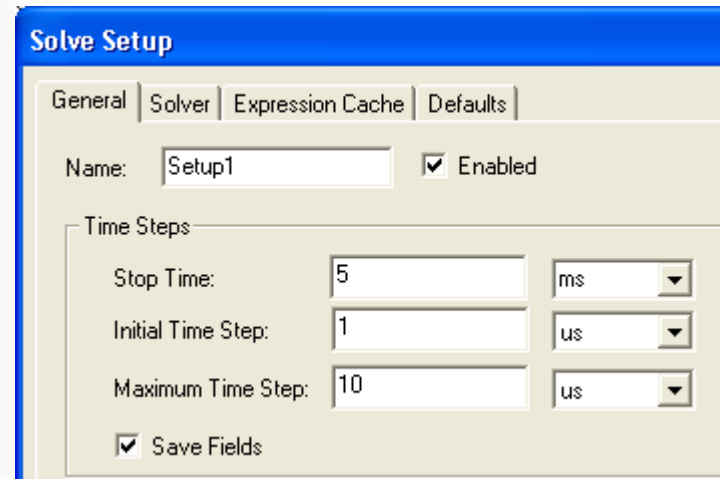 Solve Setup
General Solver Expression Cache Defaults
Name: Setup1 Enabled
Time Steps
Stop Time: 5 ms
Initial Time Step: 1 us
Maximum Time Step: 10 us
Save Fields